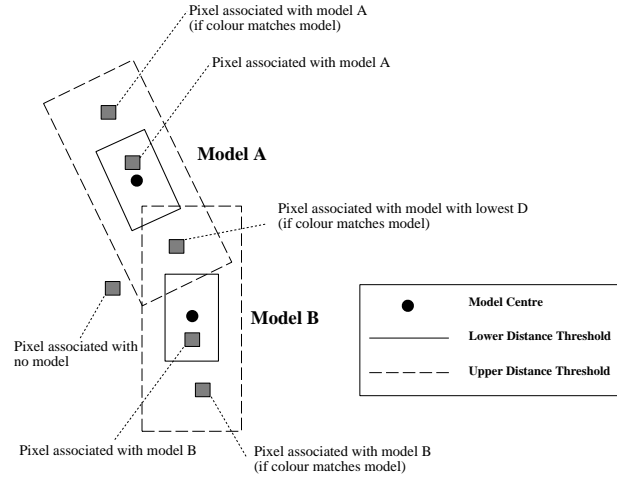 Pixel associated with model A
(if colour matches model)
Pixel associated with model A
Model A
Pixel associated with model with lowest D
(if colour matches model)
Model B
Pixel associated with
no model
Pixel associated with model B
Pixel associated with model B
(if colour matches model)
Model Centre
Lower Distance Threshold
Upper Distance Threshold